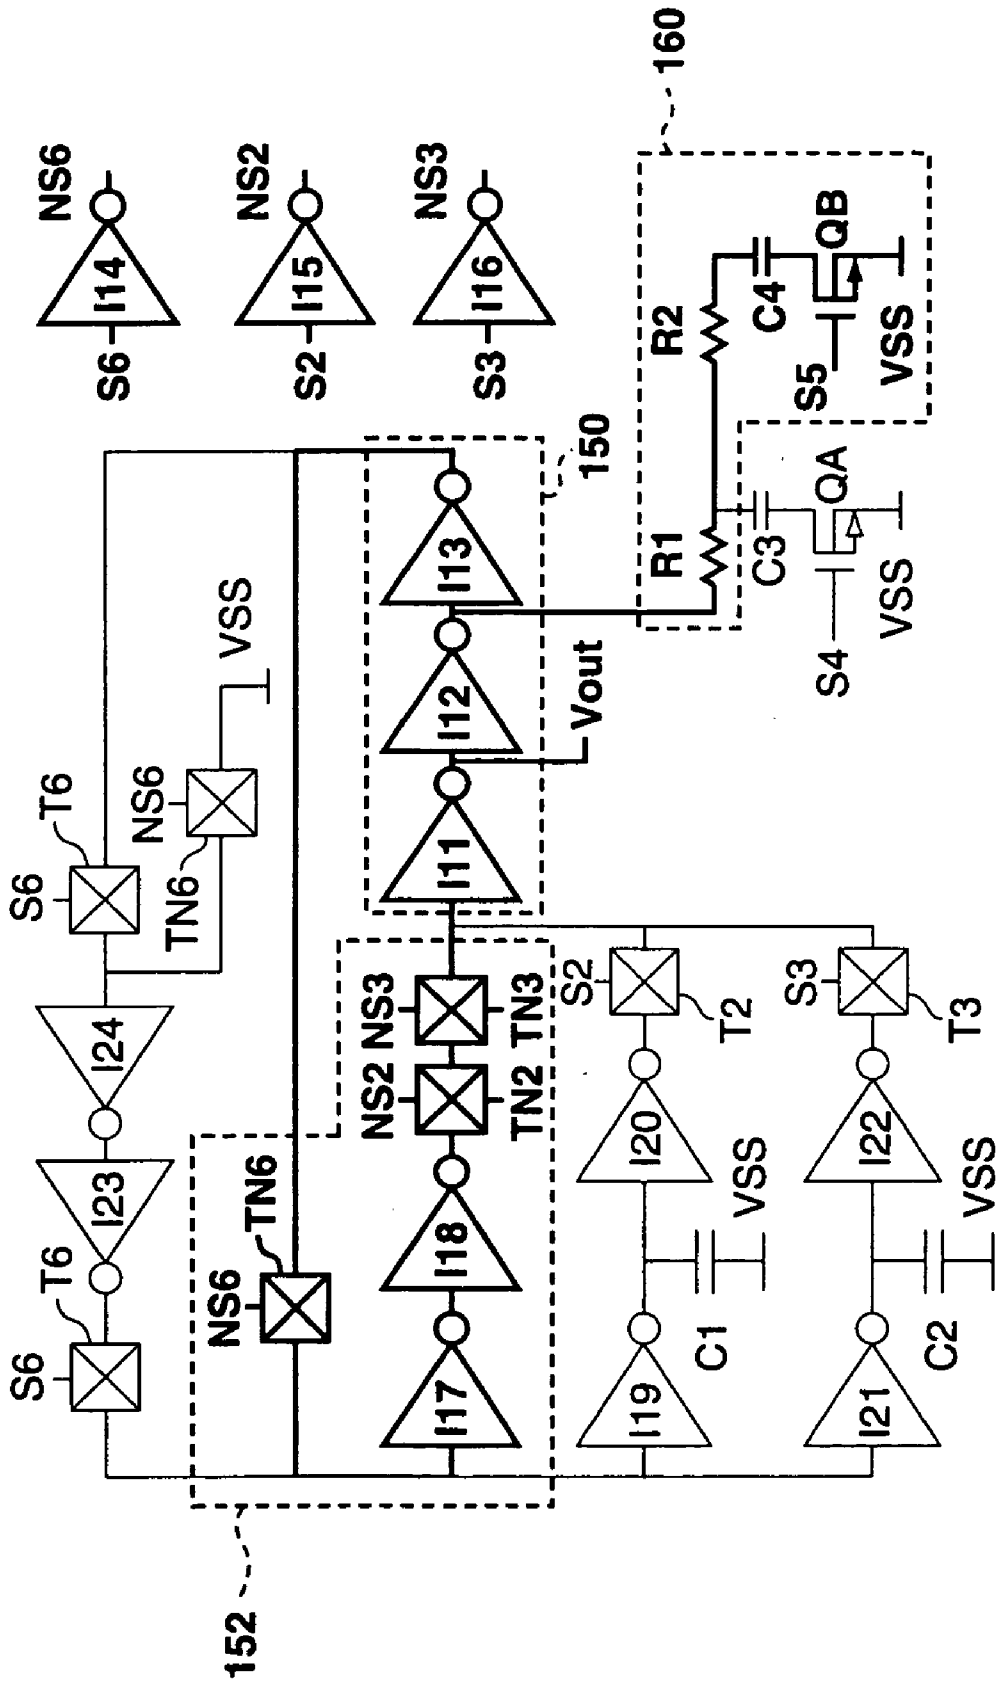 S6
T6
I23
I24
S6
T6
NS6
TN6
VSS
S6
I14
NS6
S2
I15
NS2
S3
I16
NS3
152
NS6
TN6
I17
I18
NS2
TN2
NS3
TN3
I11
I12
I13
150
Vout
I19
C1
VSS
I20
S2
T2
I21
C2
VSS
I22
S3
T3
160
R1
R2
C3
QA
S4
VSS
C4
QB
S5
VSS